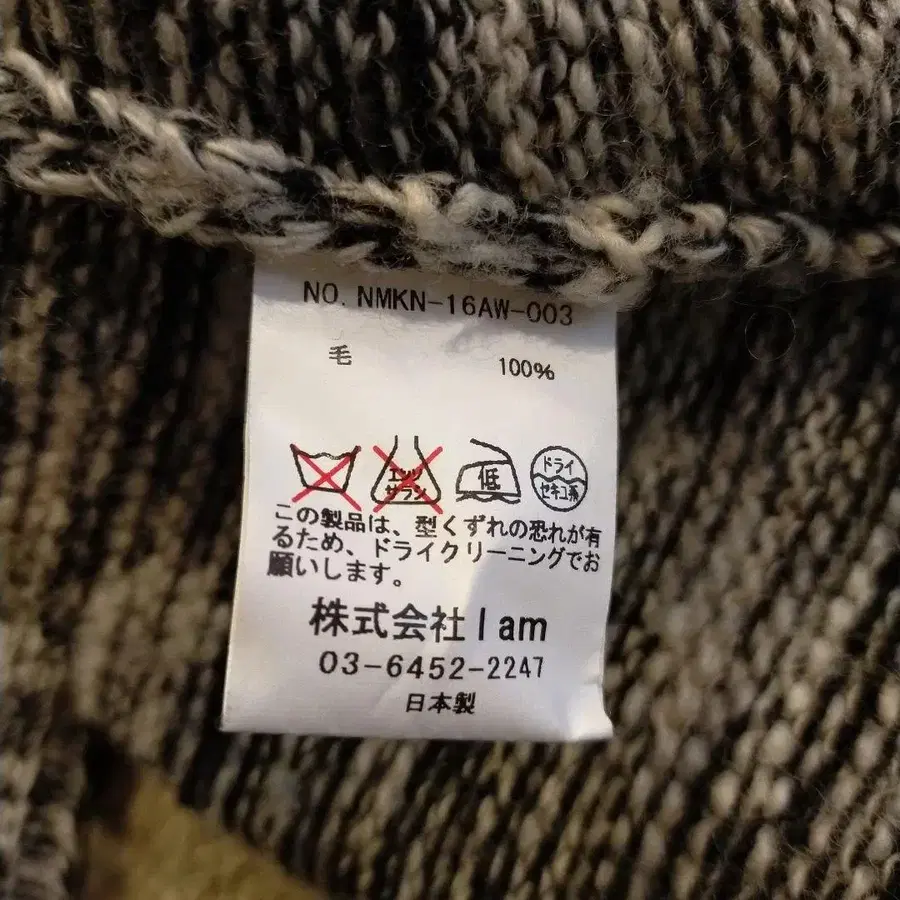 NO. NMKN-16AW-003
毛 100%
エンソ
サラシ
低
ドライ
セキユ系
この製品は、型くずれの恐れが有
るため、ドライクリーニングでお
願いします。
株式会社I am
03-6452-2247
日本製